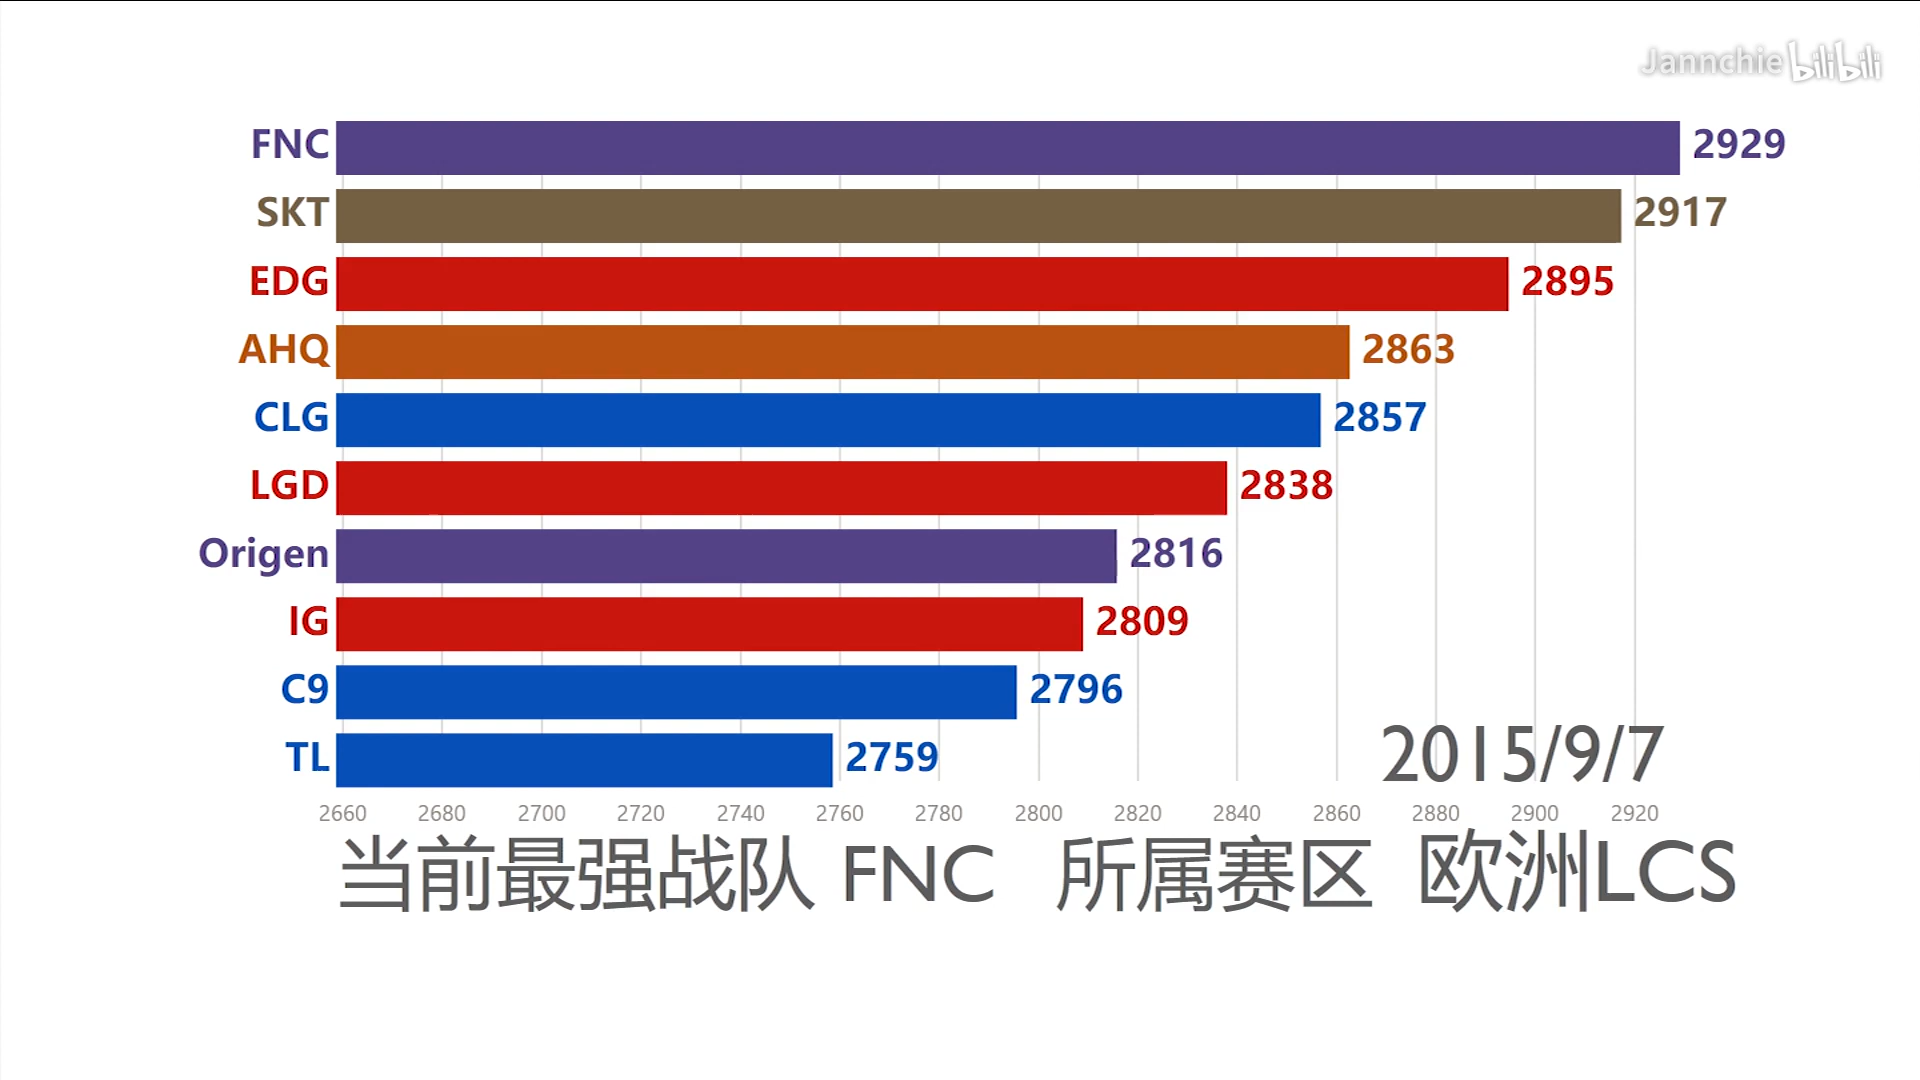 Jannchie bilibili
FNC 2929
SKT 2917
EDG 2895
AHQ 2863
CLG 2857
LGD 2838
Origen 2816
IG 2809
C9 2796
TL 2759
2015/9/7
2660 2680 2700 2720 2740 2760 2780 2800 2820 2840 2860 2880 2900 2920
当前最强战队 FNC 所属赛区 欧洲LCS